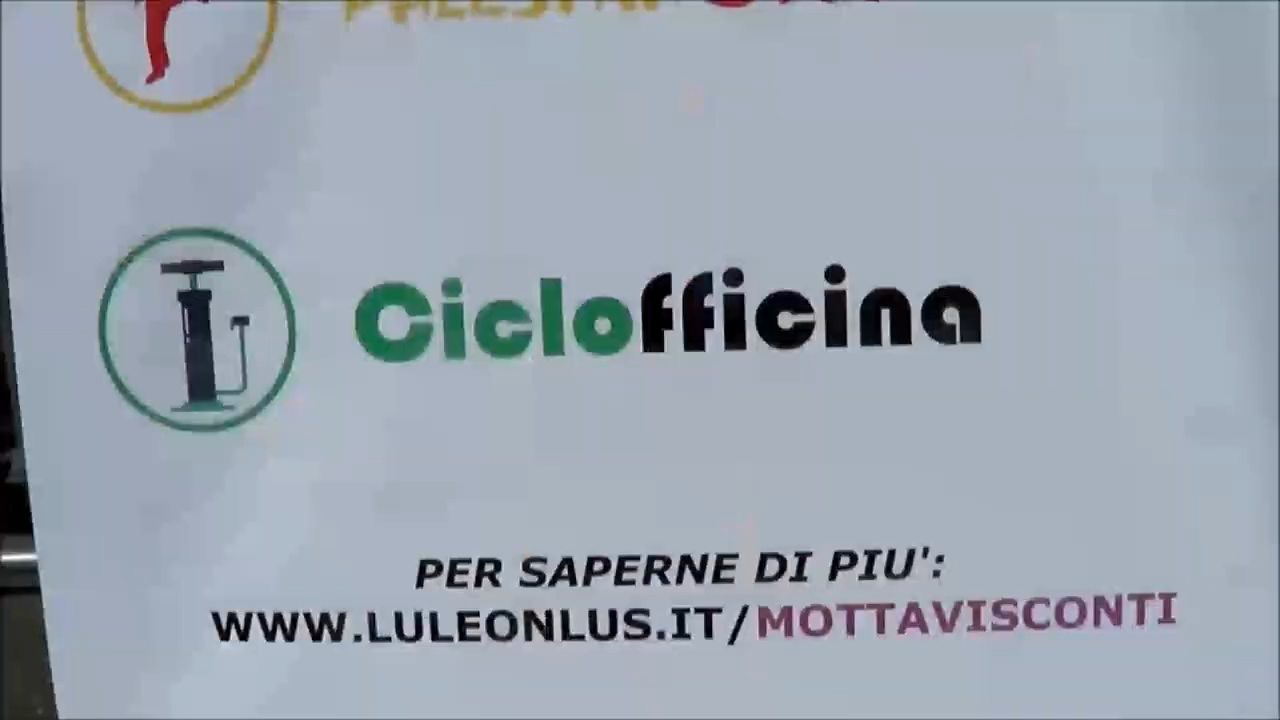 Ciclofficina
PER SAPERNE DI PIU':
WWW.LULEONLUS.IT/MOTTAVISCONTI